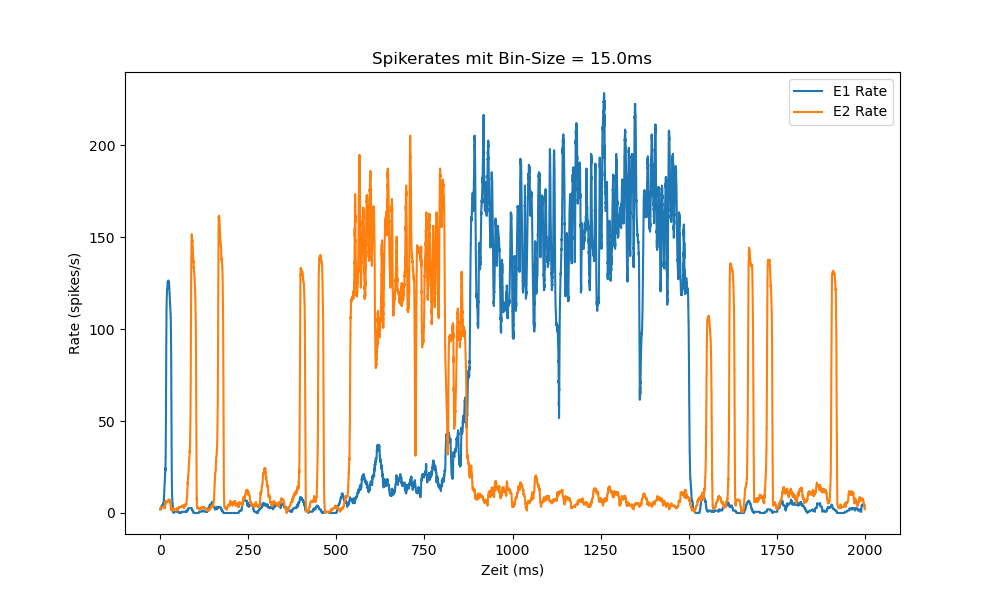 Spikerates mit Bin-Size = 15.0ms
E1 Rate
E2 Rate
Rate (spikes/s)
200
150
100
50
0
0 250 500 750 1000 1250 1500 1750 2000
Zeit (ms)